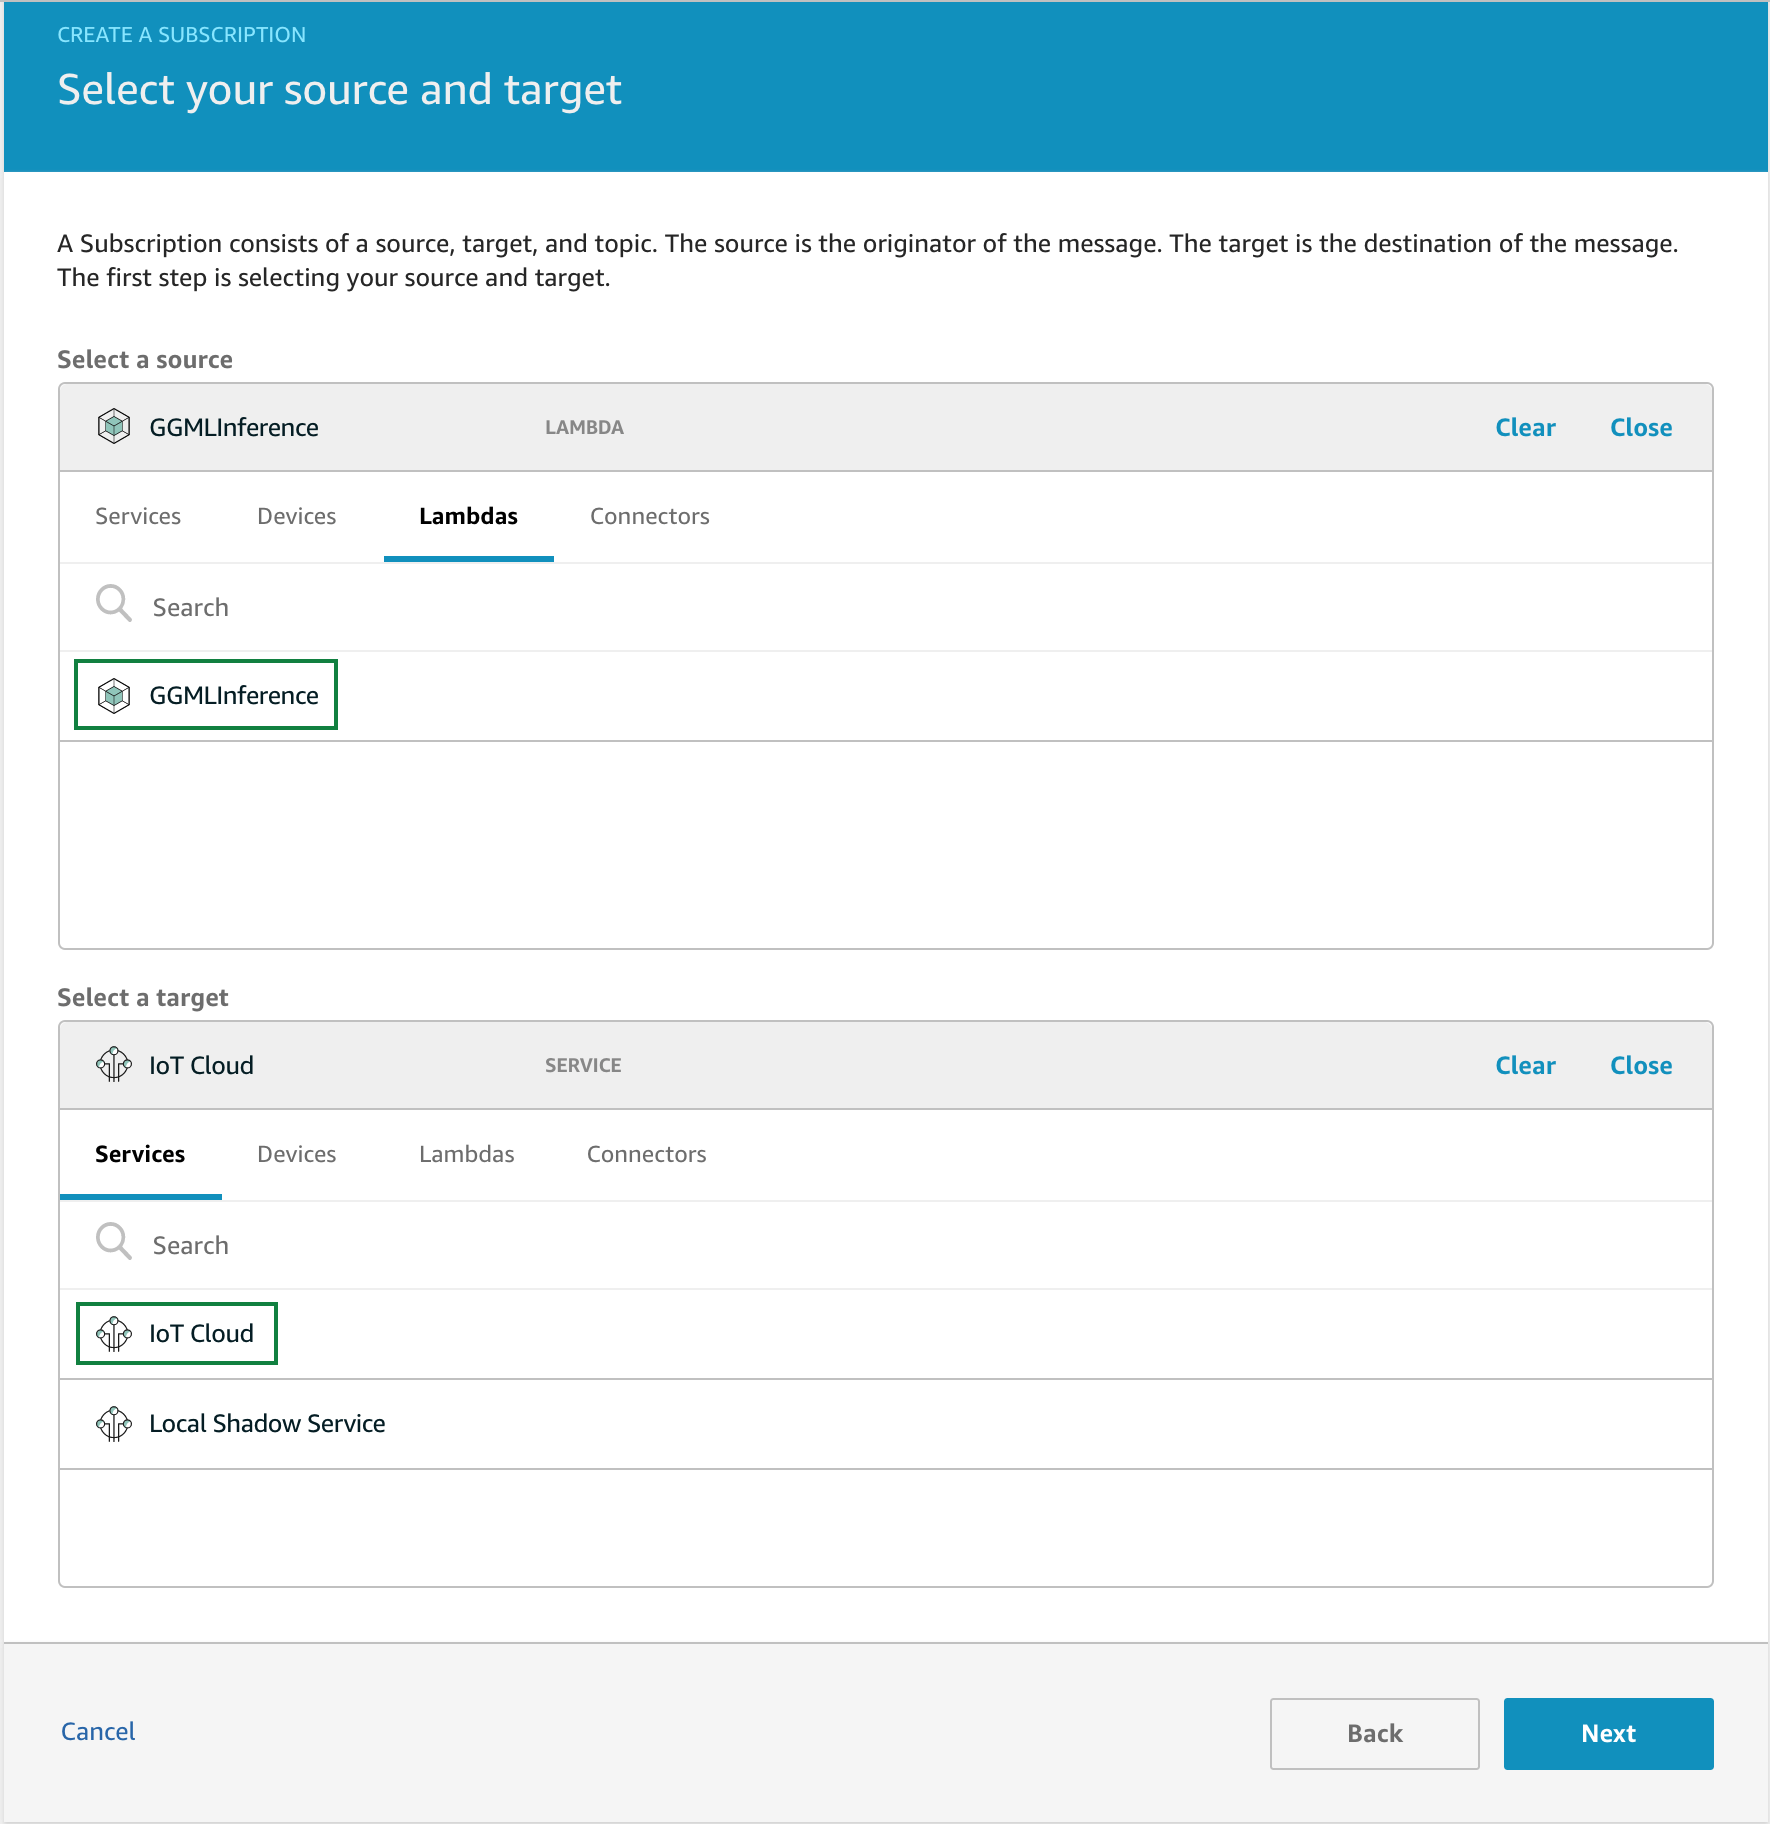 CREATE A SUBSCRIPTION
Select your source and target
A Subscription consists of a source, target, and topic. The source is the originator of the message. The target is the destination of the message.
The first step is selecting your source and target.
Select a source
GGMLInference LAMBDA Clear Close
Services Devices Lambdas Connectors
Search
GGMLInference
Select a target
IoT Cloud SERVICE Clear Close
Services Devices Lambdas Connectors
Search
IoT Cloud
Local Shadow Service
Cancel Back Next